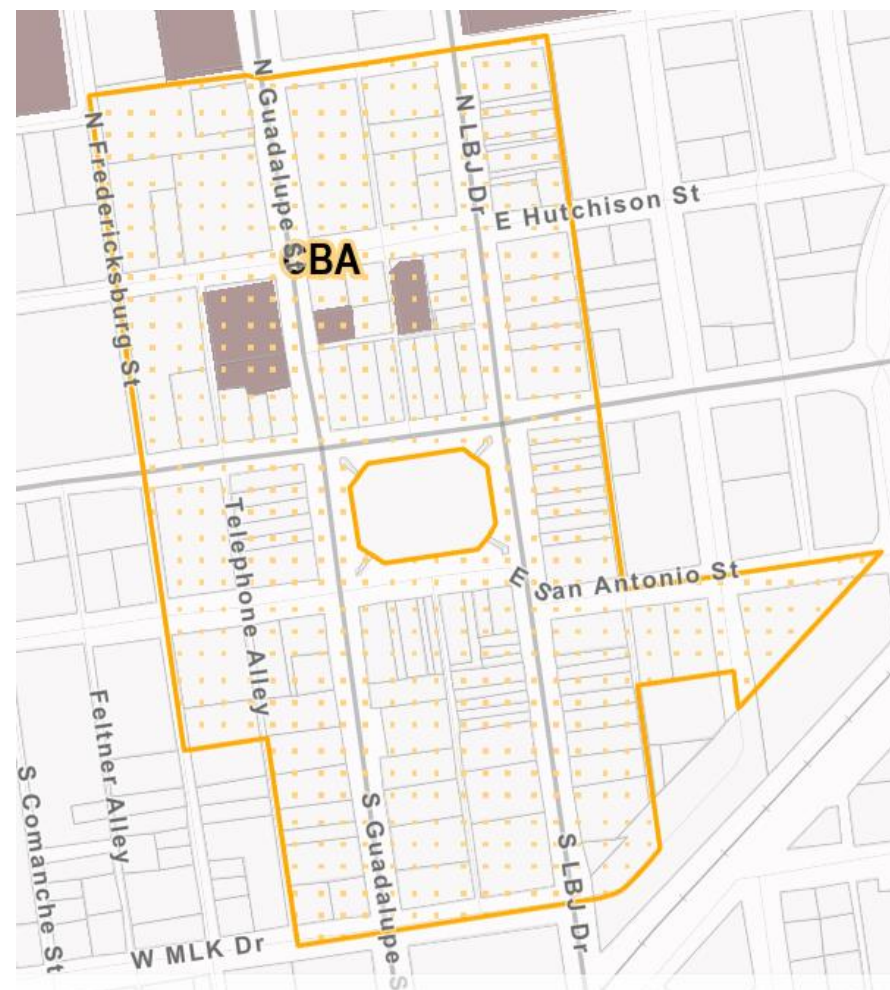 N Guadalupe St
N LBJ Dr
N Fredericksburg St
E Hutchison St
CBA
Telephone Alley
E San Antonio St
Feltner Alley
S Comanche St
S Guadalupe S
S LBJ Dr
W MLK Dr